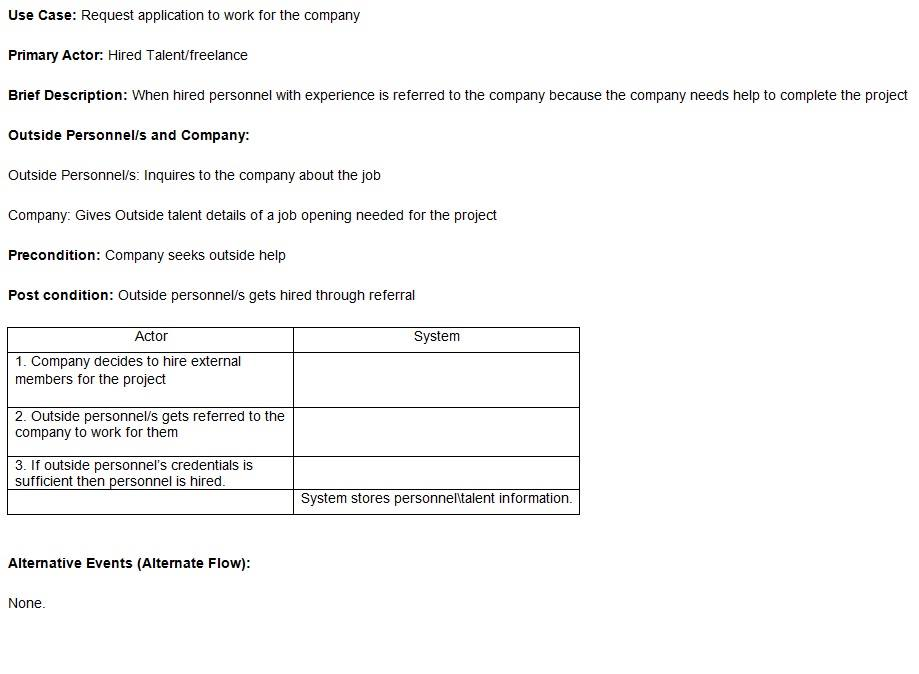 Use Case: Request application to work for the company
Primary Actor: Hired Talent/freelance
Brief Description: When hired personnel with experience is referred to the company because the company needs help to complete the project
Outside Personnel/s and Company:
Outside Personnel/s: Inquires to the company about the job
Company: Gives Outside talent details of a job opening needed for the project
Precondition: Company seeks outside help
Post condition: Outside personnel/s gets hired through referral
Actor System
1. Company decides to hire external
members for the project
2. Outside personnel/s gets referred to the
company to work for them
3. If outside personnel's credentials is
sufficient then personnel is hired.
System stores personnel\talent information.
Alternative Events (Alternate Flow):
None.